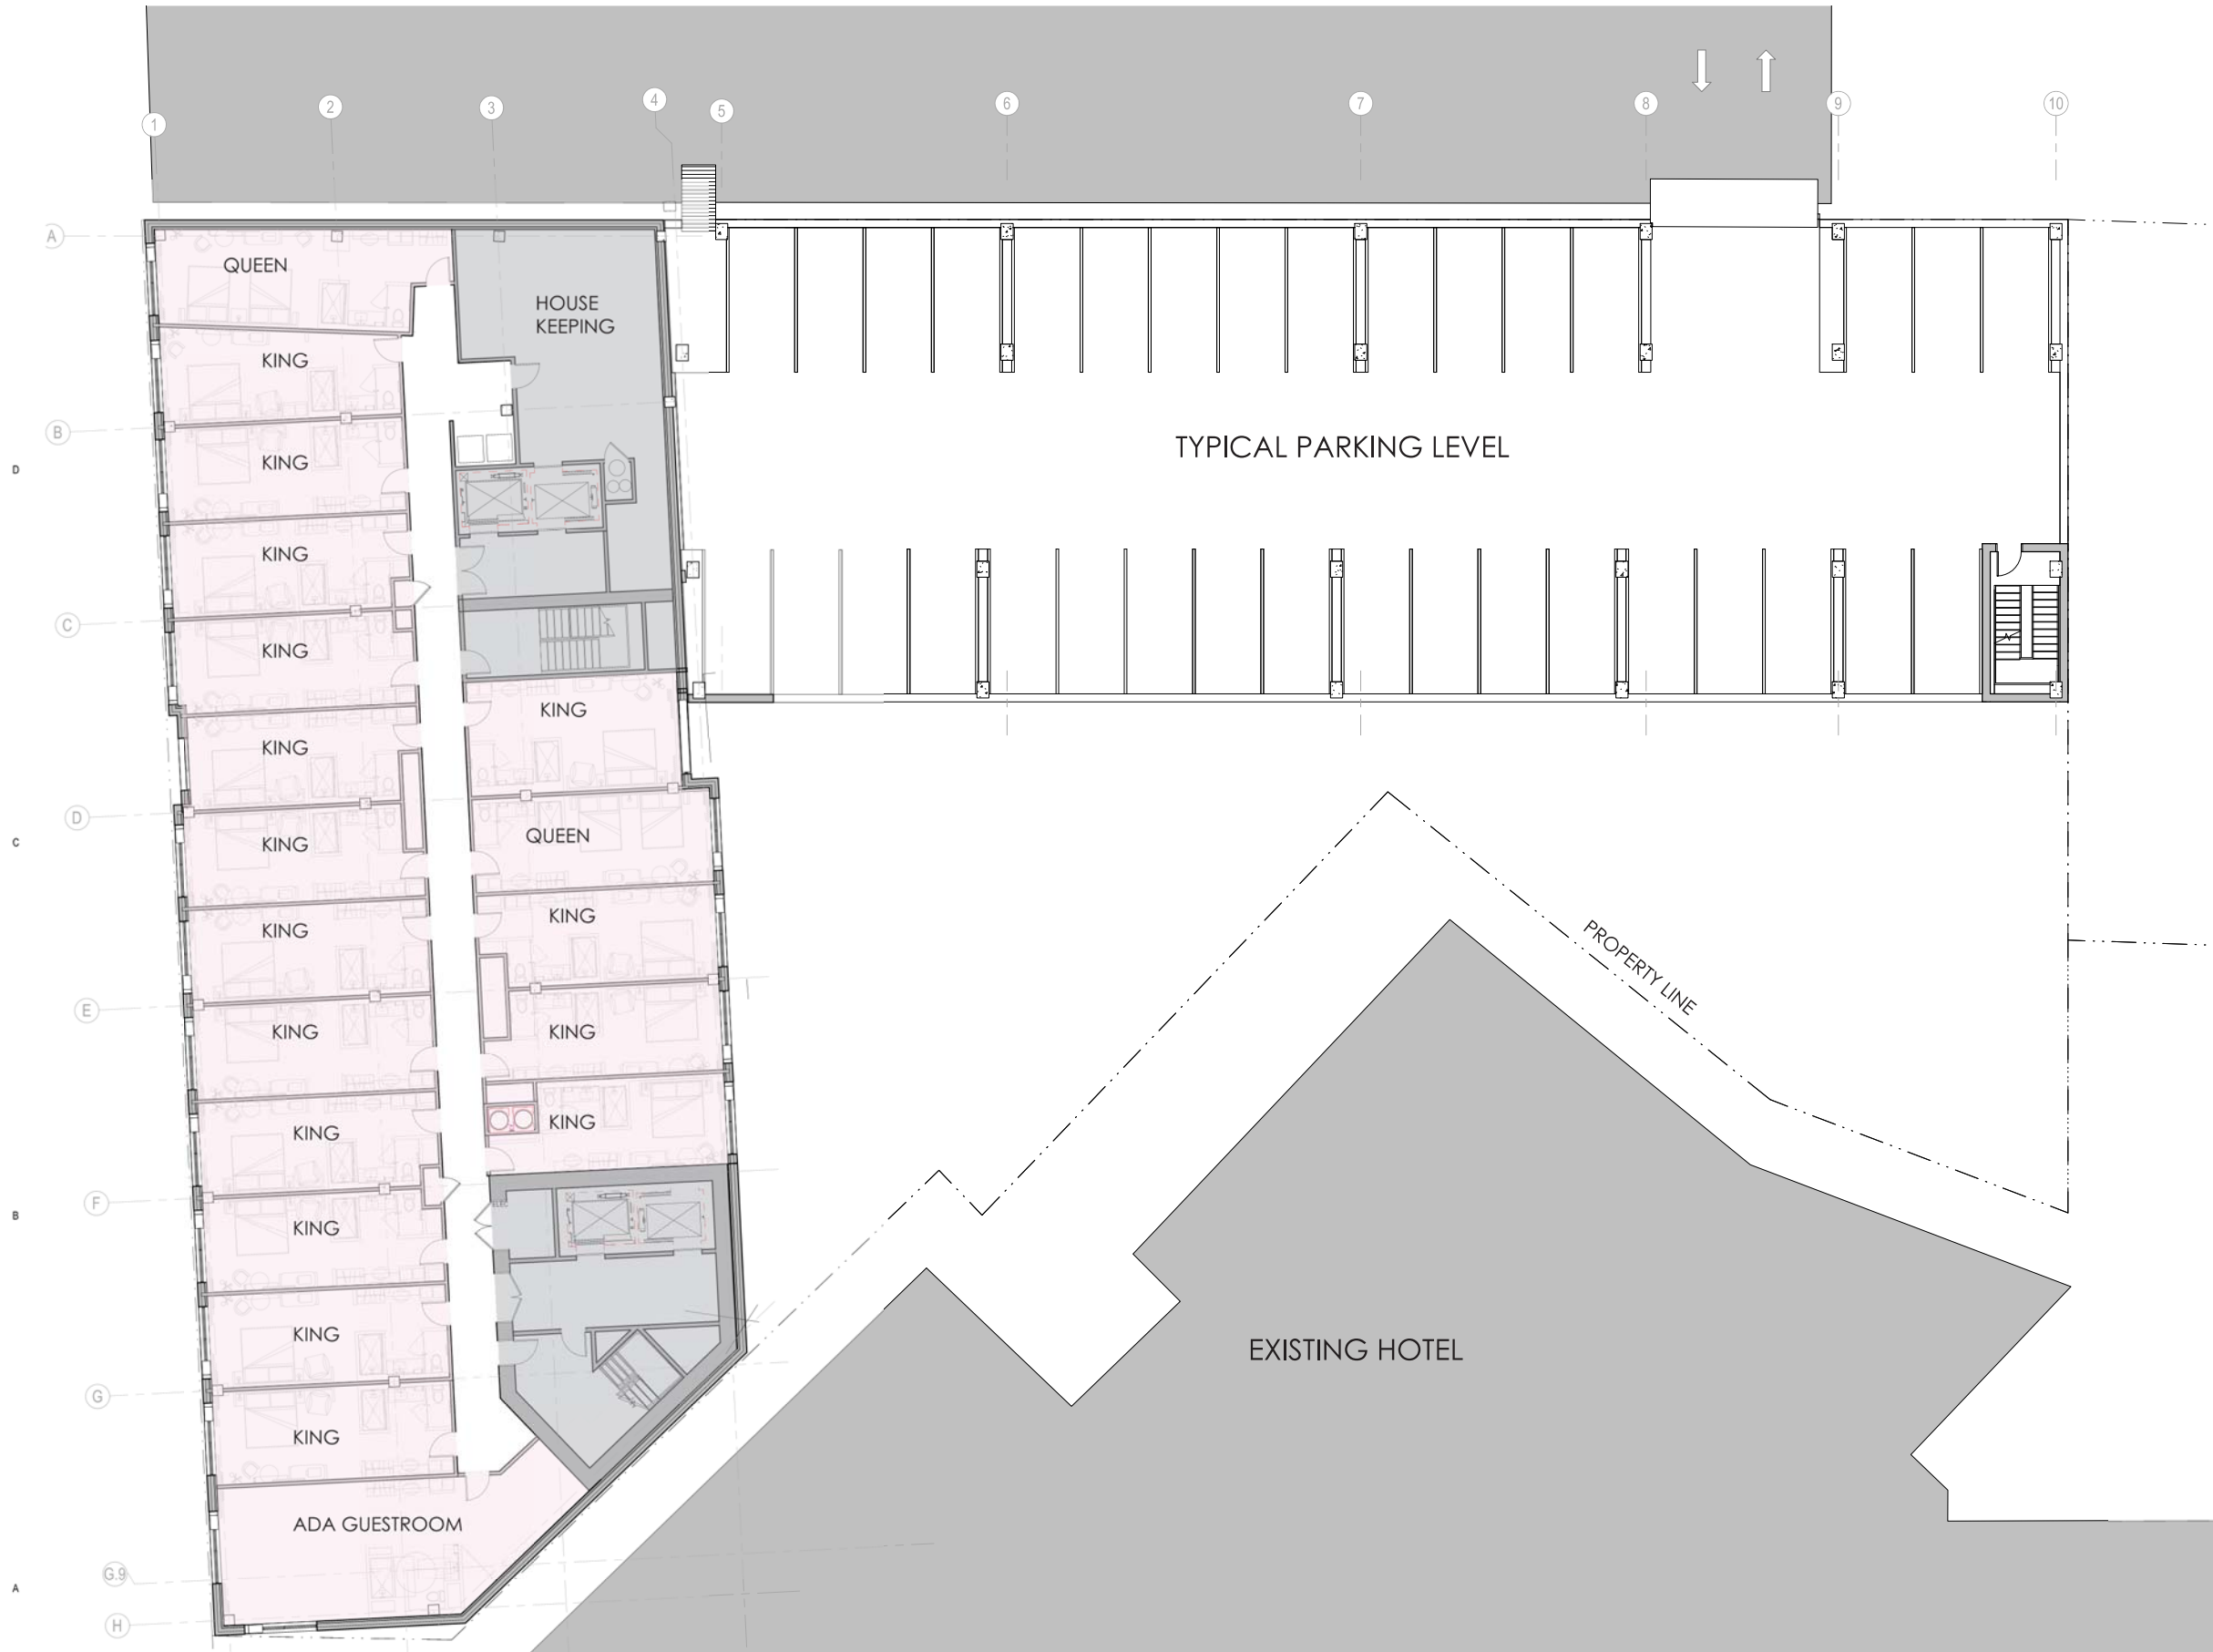 1
2
3
4
5
6
7
8
9
10
A
QUEEN
HOUSE
KEEPING
KING
B
KING
TYPICAL PARKING LEVEL
D
KING
C
KING
KING
KING
D
QUEEN
KING
C
KING
KING
PROPERTY LINE
E
KING
KING
KING
KING
F
ELEC
B
KING
KING
EXISTING HOTEL
G
KING
ADA GUESTROOM
G.9
A
H